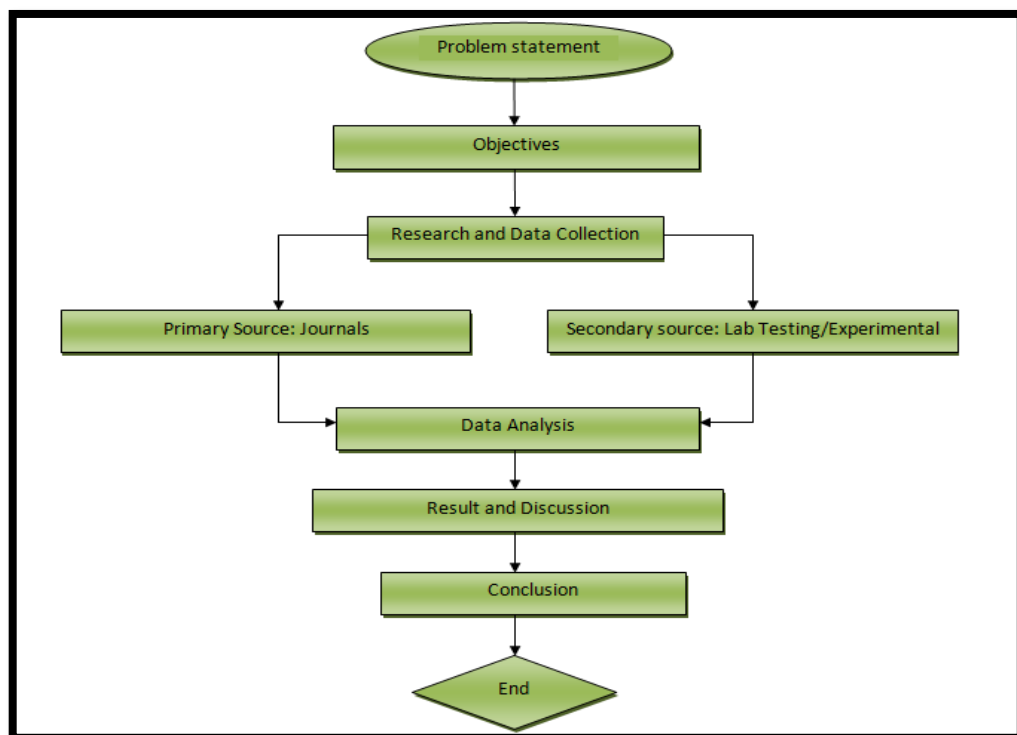 Problem statement
Objectives
Research and Data Collection
Primary Source: Journals
Secondary source: Lab Testing/Experimental
Data Analysis
Result and Discussion
Conclusion
End